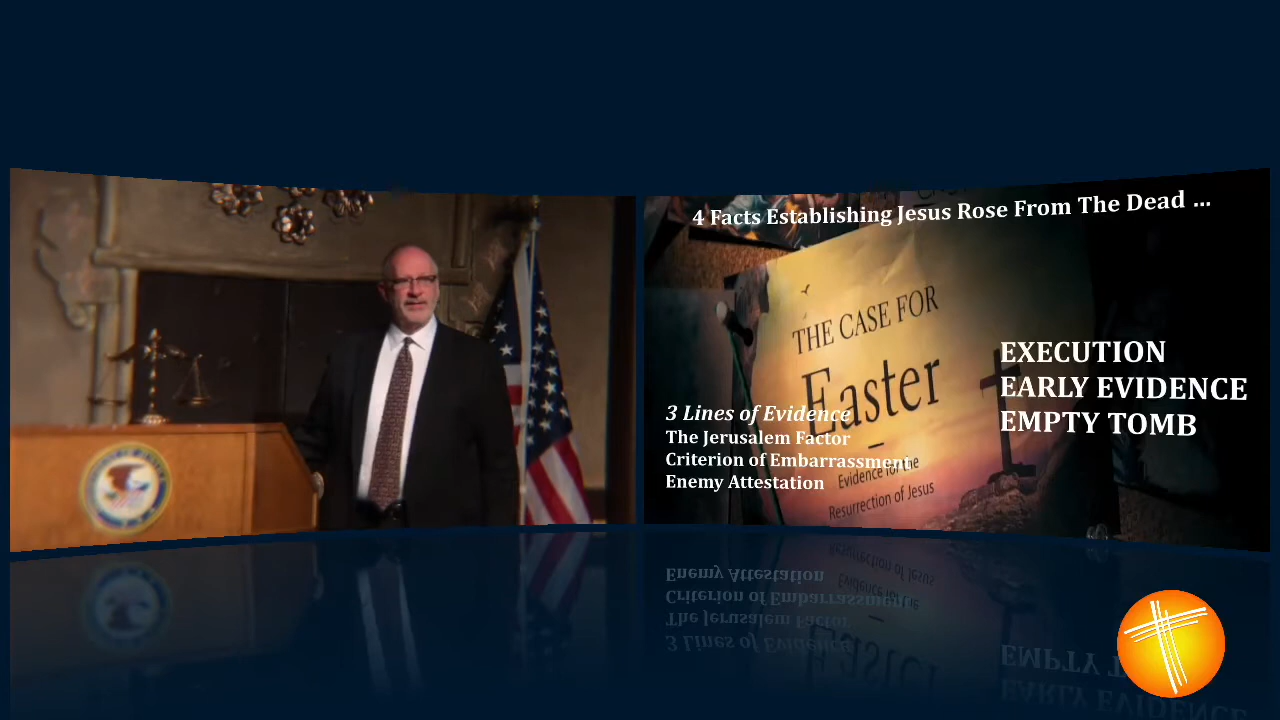 4 Facts Establishing Jesus Rose From The Dead ...
THE CASE FOR
Easter
Evidence for the
Resurrection of Jesus
EXECUTION
EARLY EVIDENCE
EMPTY TOMB
3 Lines of Evidence
The Jerusalem Factor
Criterion of Embarrassment
Enemy Attestation